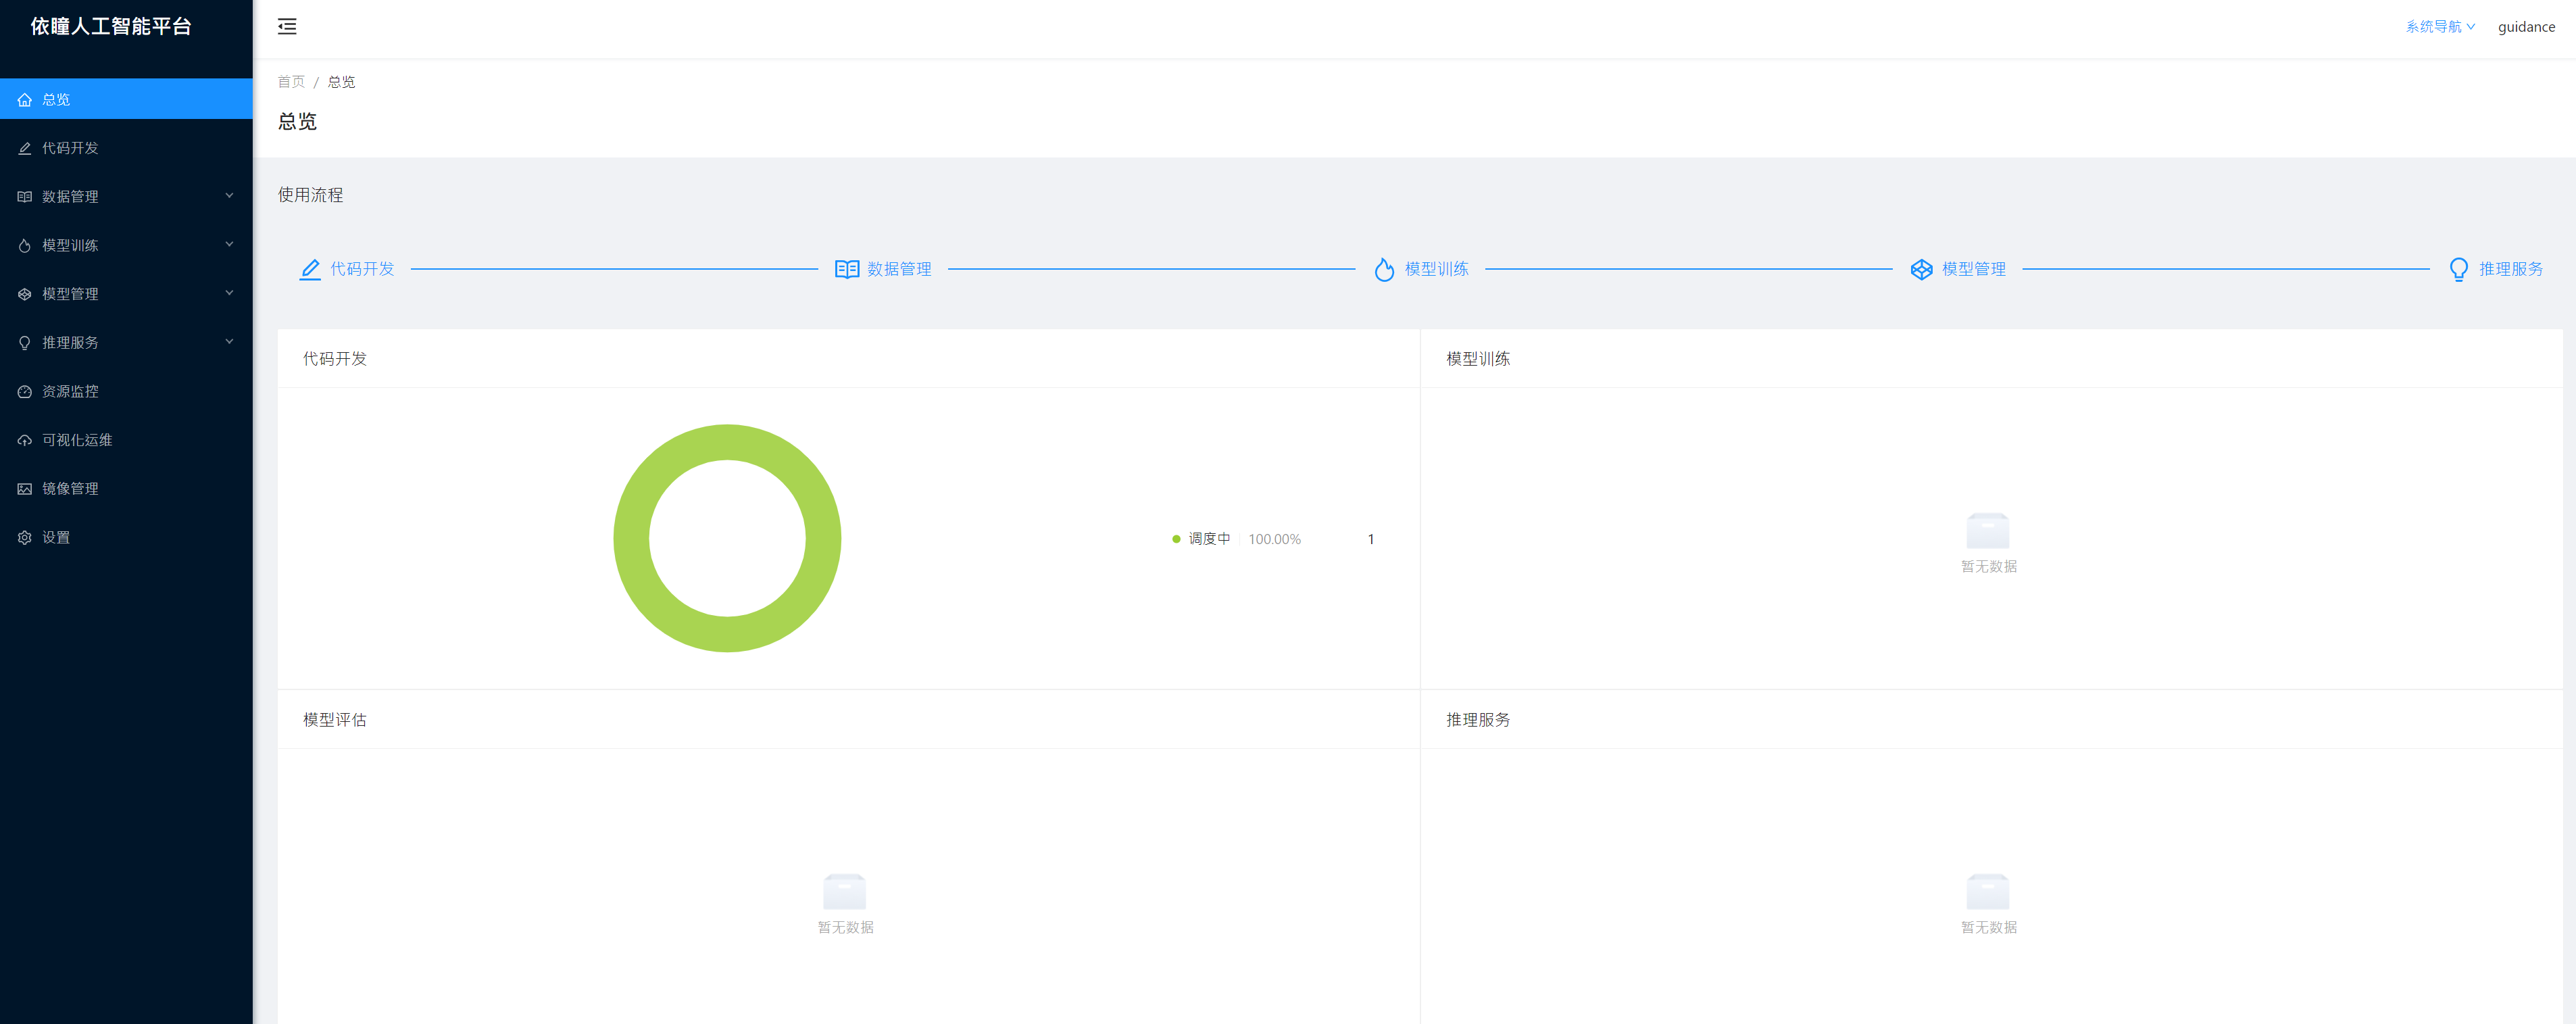 依瞳人工智能平台
系统导航
guidance
总览
代码开发
数据管理
模型训练
模型管理
推理服务
资源监控
可视化运维
镜像管理
设置
首页 / 总览
总览
使用流程
代码开发
数据管理
模型训练
模型管理
推理服务
代码开发
调度中 100.00% 1
模型训练
暂无数据
模型评估
暂无数据
推理服务
暂无数据